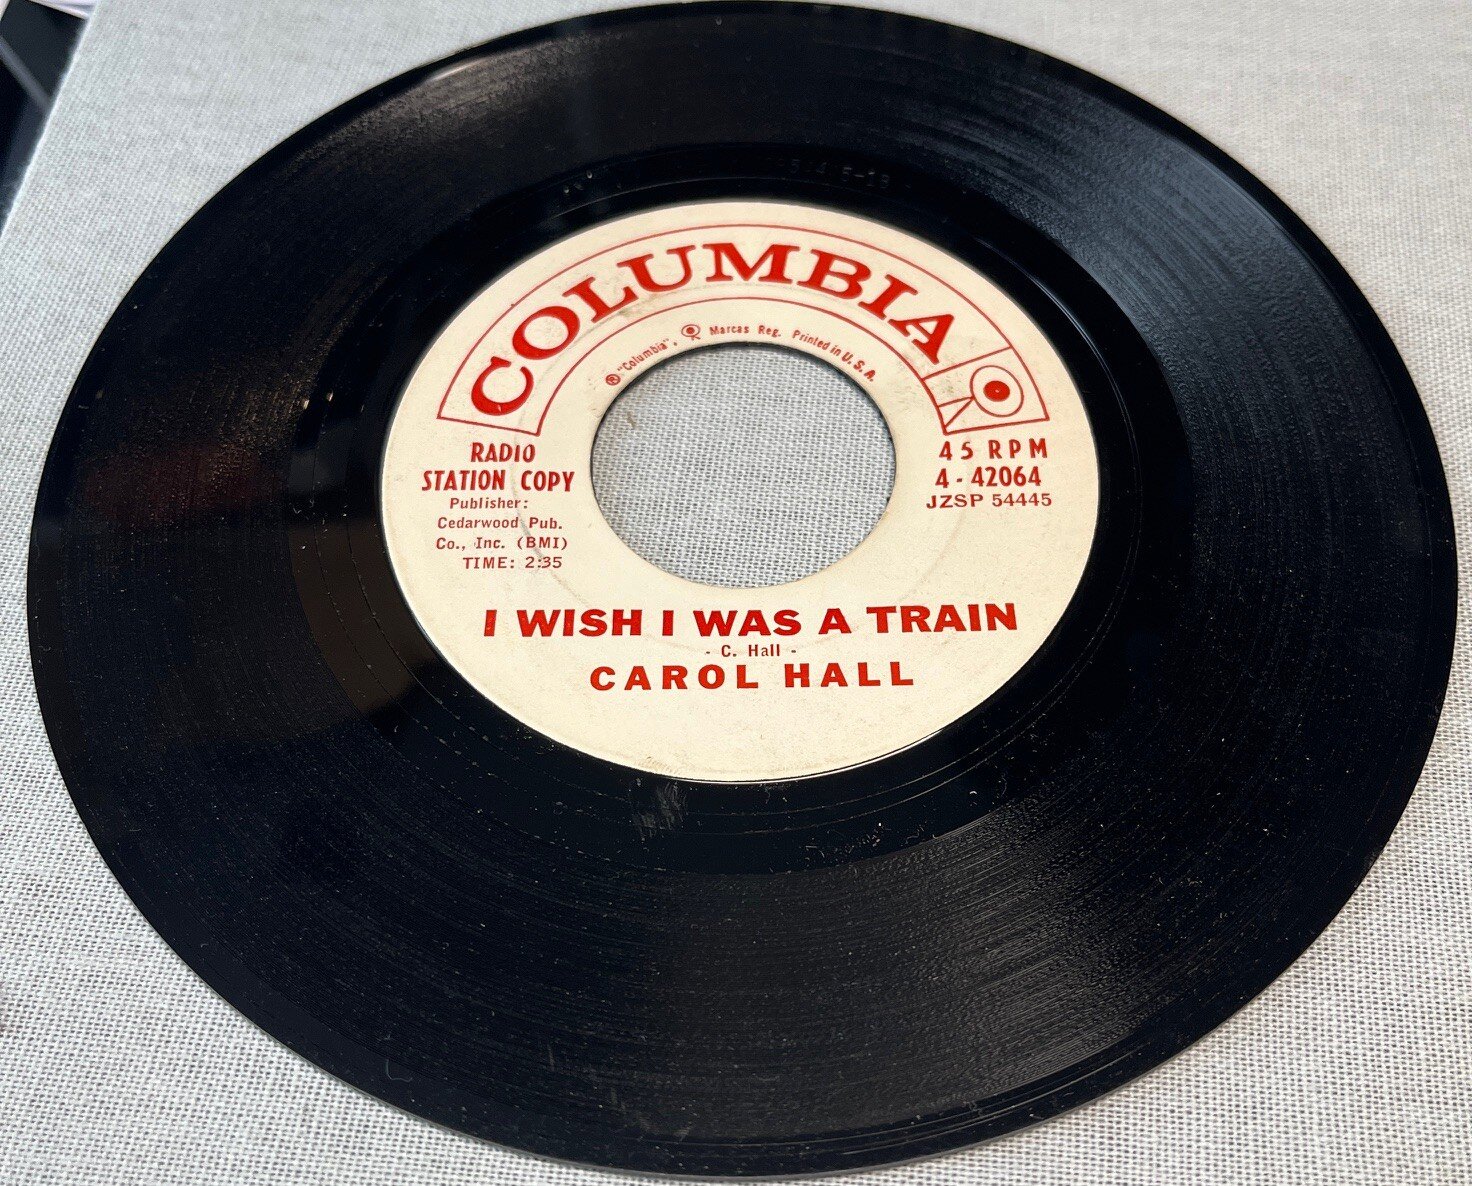 COLUMBIA
® "Columbia", Marcas Reg. Printed in U.S.A.
RADIO
STATION COPY
Publisher:
Cedarwood Pub.
Co., Inc. (BMI)
TIME: 2:35
45 RPM
4-42064
JZSP 54445
I WISH I WAS A TRAIN
- C. Hall -
CAROL HALL